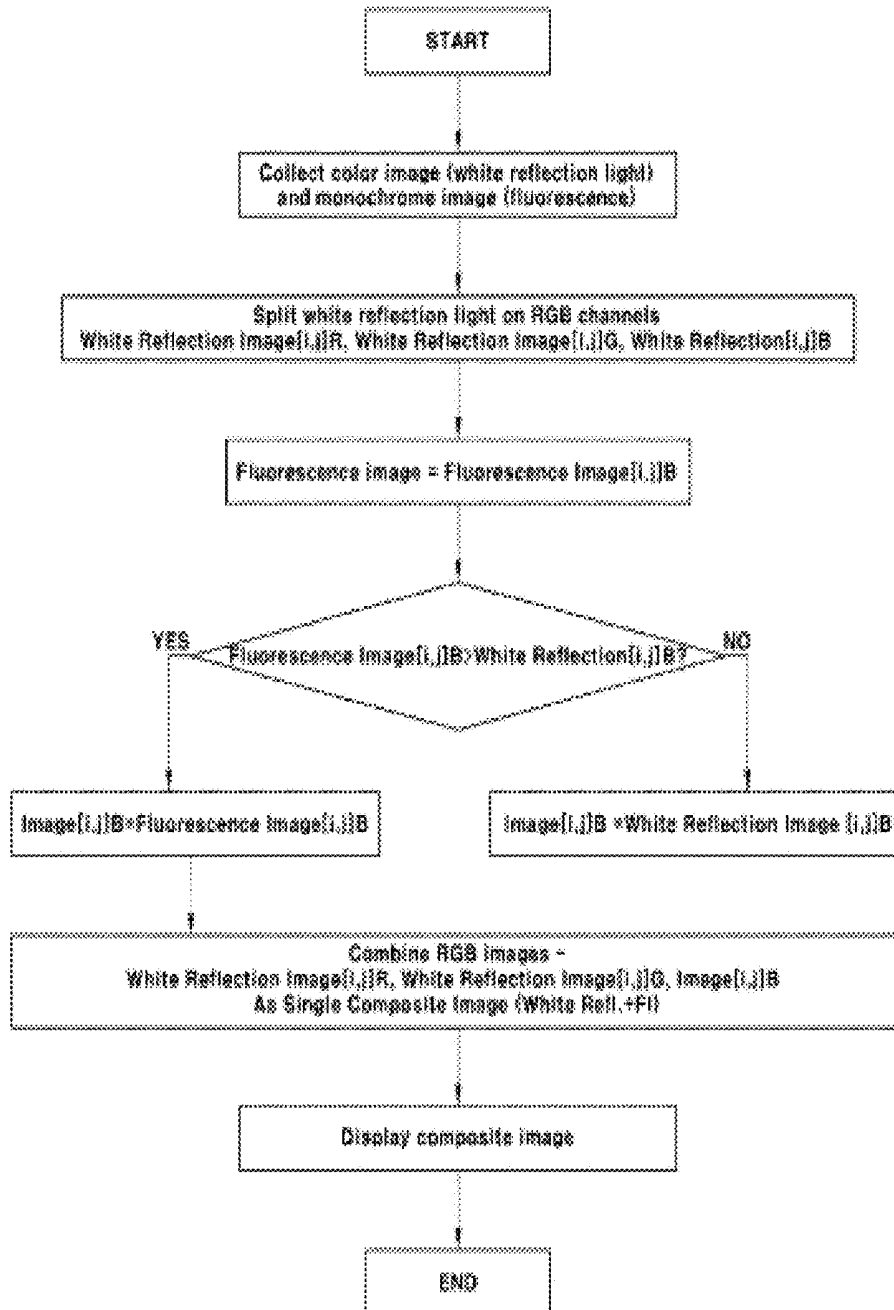 START
Collect color image (white reflection light)
and monochrome image (fluorescence)
Split white reflection light on RGB channels
White Reflection Image[i,j]R, White Reflection Image[i,j]G, White Reflection[i,j]B
Fluorescence image = Fluorescence Image[i,j]B
YES
Fluorescence Image[i,j]B>White Reflection[i,j]B?
NO
Image[i,j]B=Fluorescence Image[i,j]B
Image[i,j]B =White Reflection Image [i,j]B
Combine RGB images -
White Reflection Image[i,j]R, White Reflection Image[i,j]G, Image[i,j]B
As Single Composite Image (White Refl.+Fl)
Display composite image
END